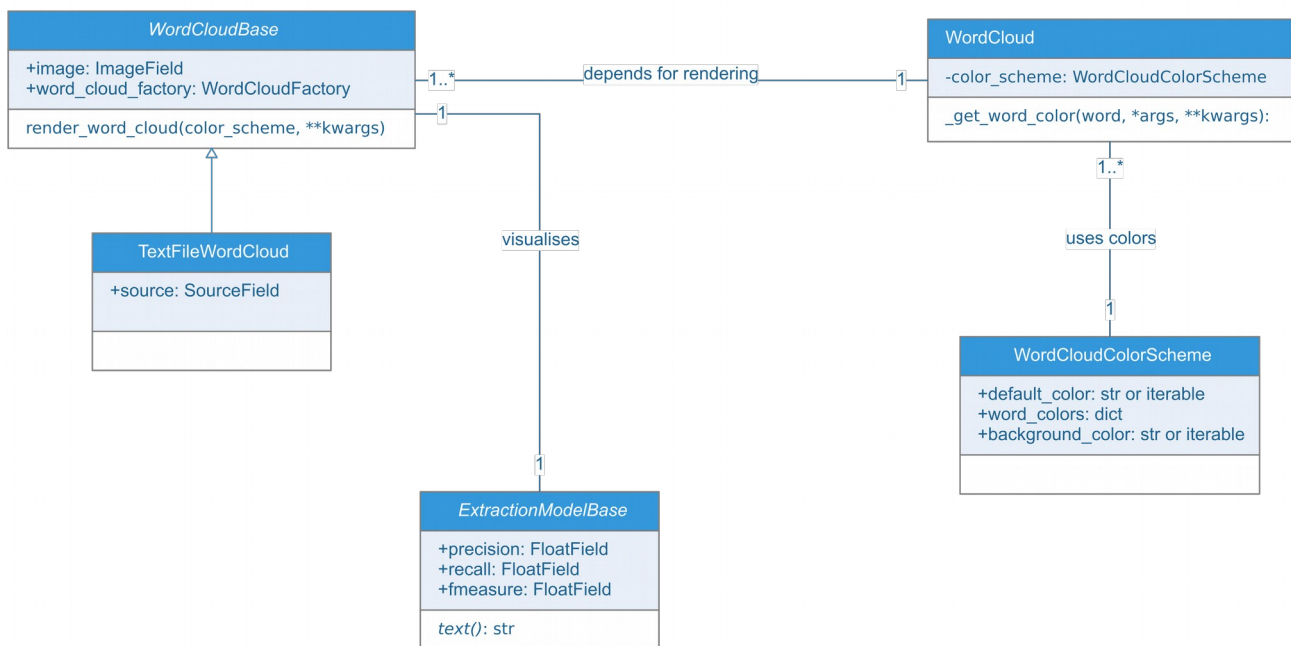 WordCloudBase
+image: ImageField
+word_cloud_factory: WordCloudFactory
render_word_cloud(color_scheme, **kwargs)
1..*
depends for rendering
1
WordCloud
-color_scheme: WordCloudColorScheme
_get_word_color(word, *args, **kwargs):
1
visualises
1
1..*
uses colors
1
TextFileWordCloud
+source: SourceField
WordCloudColorScheme
+default_color: str or iterable
+word_colors: dict
+background_color: str or iterable
ExtractionModelBase
+precision: FloatField
+recall: FloatField
+fmeasure: FloatField
text(): str